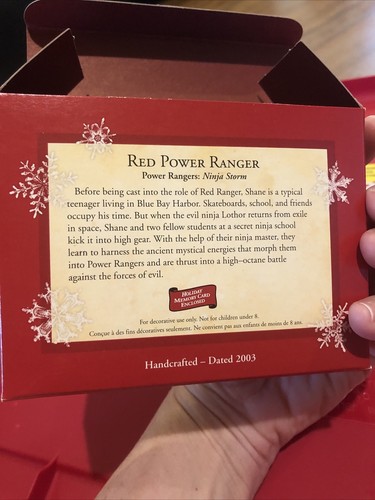 RED POWER RANGER
Power Rangers: Ninja Storm
Before being cast into the role of Red Ranger, Shane is a typical
teenager living in Blue Bay Harbor. Skateboards, school, and friends
occupy his time. But when the evil ninja Lothor returns from exile
in space, Shane and two fellow students at a secret ninja school
kick it into high gear. With the help of their ninja master, they
learn to harness the ancient mystical energies that morph them
into Power Rangers and are thrust into a high–octane battle
against the forces of evil.
HOLIDAY
MEMORY CARD
ENCLOSED
For decorative use only. Not for children under 8.
Conçue à des fins décoratives seulement. Ne convient pas aux enfants de moins de 8 ans.
Handcrafted – Dated 2003